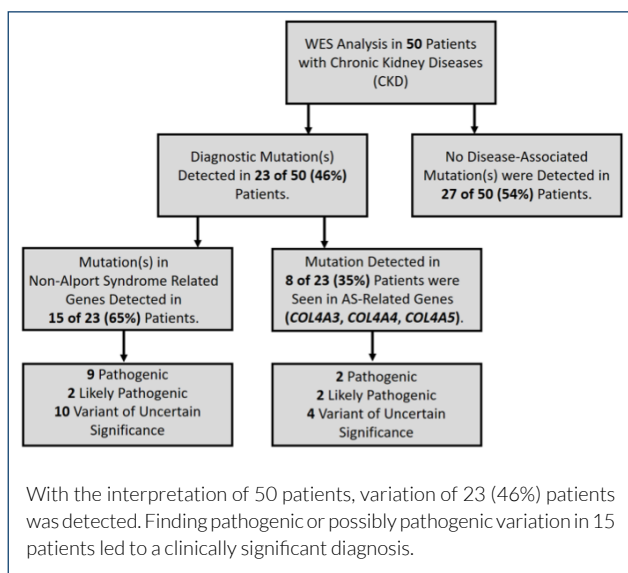 WES Analysis in 50 Patients
with Chronic Kidney Diseases
(CKD)
Diagnostic Mutation(s)
Detected in 23 of 50 (46%)
Patients.
No Disease-Associated
Mutation(s) were Detected in
27 of 50 (54%) Patients.
Mutation(s) in
Non-Alport Syndrome Related
Genes Detected in
15 of 23 (65%) Patients.
Mutation Detected in
8 of 23 (35%) Patients were
Seen in AS-Related Genes
(COL4A3, COL4A4, COL4A5).
9 Pathogenic
2 Likely Pathogenic
10 Variant of Uncertain
Significance
2 Pathogenic
2 Likely Pathogenic
4 Variant of Uncertain
Significance
With the interpretation of 50 patients, variation of 23 (46%) patients
was detected. Finding pathogenic or possibly pathogenic variation in 15
patients led to a clinically significant diagnosis.